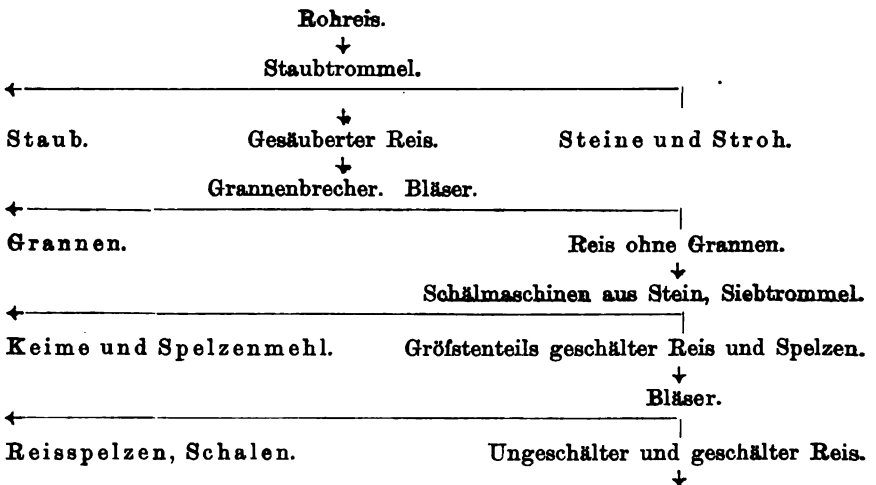 Rohreis.
Staubtrommel.
Staub. Gesäuberter Reis. Steine und Stroh.
Grannenbrecher. Bläser.
Grannen. Reis ohne Grannen.
Schälmaschinen aus Stein, Siebtrommel.
Keime und Spelzenmehl. Gröſstenteils geschälter Reis und Spelzen.
Bläser.
Reisspelzen, Schalen. Ungeschälter und geschälter Reis.